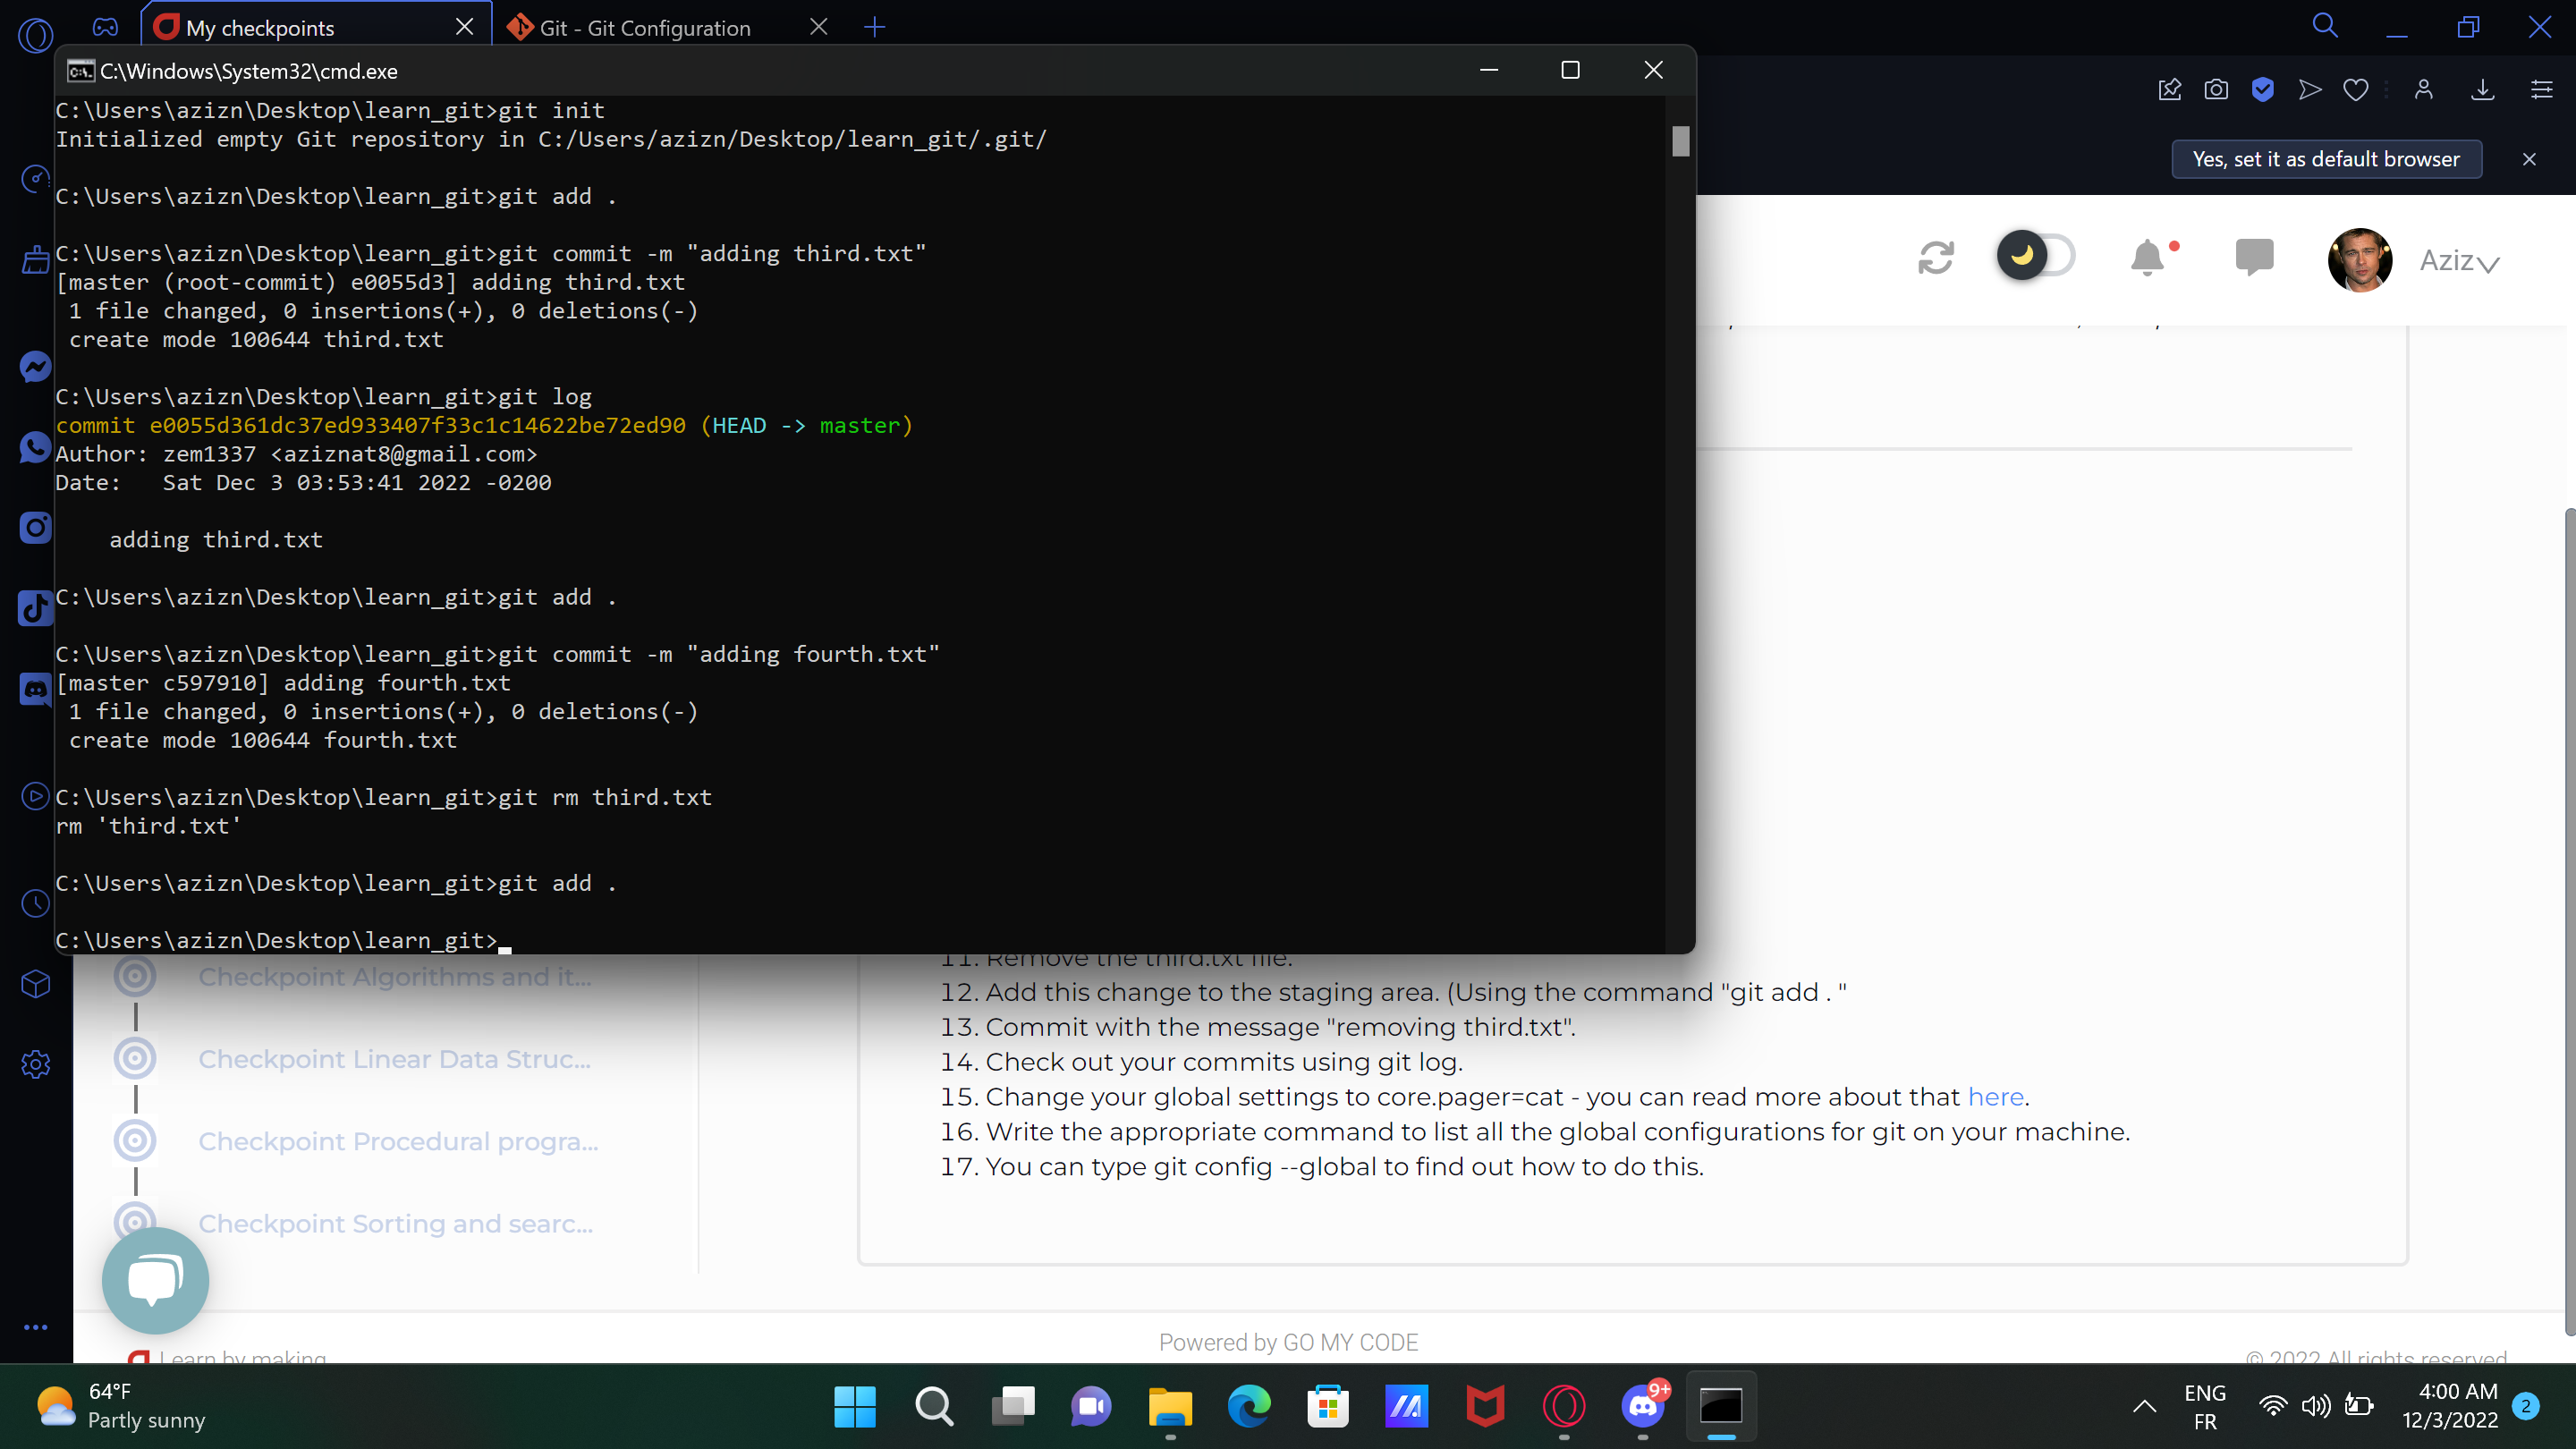 My checkpoints
Git - Git Configuration
C:\Windows\System32\cmd.exe
C:\Users\azizn\Desktop\learn_git>git init
Initialized empty Git repository in C:/Users/azizn/Desktop/learn_git/.git/
C:\Users\azizn\Desktop\learn_git>git add .
C:\Users\azizn\Desktop\learn_git>git commit -m "adding third.txt"
[master (root-commit) e0055d3] adding third.txt
1 file changed, 0 insertions(+), 0 deletions(-)
create mode 100644 third.txt
C:\Users\azizn\Desktop\learn_git>git log
commit e0055d361dc37ed933407f33c1c14622be72ed90 (HEAD -> master)
Author: zem1337 <aziznat8@gmail.com>
Date:   Sat Dec 3 03:53:41 2022 -0200
adding third.txt
C:\Users\azizn\Desktop\learn_git>git add .
C:\Users\azizn\Desktop\learn_git>git commit -m "adding fourth.txt"
[master c597910] adding fourth.txt
1 file changed, 0 insertions(+), 0 deletions(-)
create mode 100644 fourth.txt
C:\Users\azizn\Desktop\learn_git>git rm third.txt
rm 'third.txt'
C:\Users\azizn\Desktop\learn_git>git add .
C:\Users\azizn\Desktop\learn_git>
Yes, set it as default browser
Aziz
Checkpoint Algorithms and it...
Checkpoint Linear Data Struc...
Checkpoint Procedural progra...
Checkpoint Sorting and searc...
11. Remove the third.txt file.
12. Add this change to the staging area. (Using the command "git add . "
13. Commit with the message "removing third.txt".
14. Check out your commits using git log.
15. Change your global settings to core.pager=cat - you can read more about that here.
16. Write the appropriate command to list all the global configurations for git on your machine.
17. You can type git config --global to find out how to do this.
Powered by GO MY CODE
Learn by making
© 2022 All rights reserved
64°F
Partly sunny
9+
ENG
FR
4:00 AM
12/3/2022
2